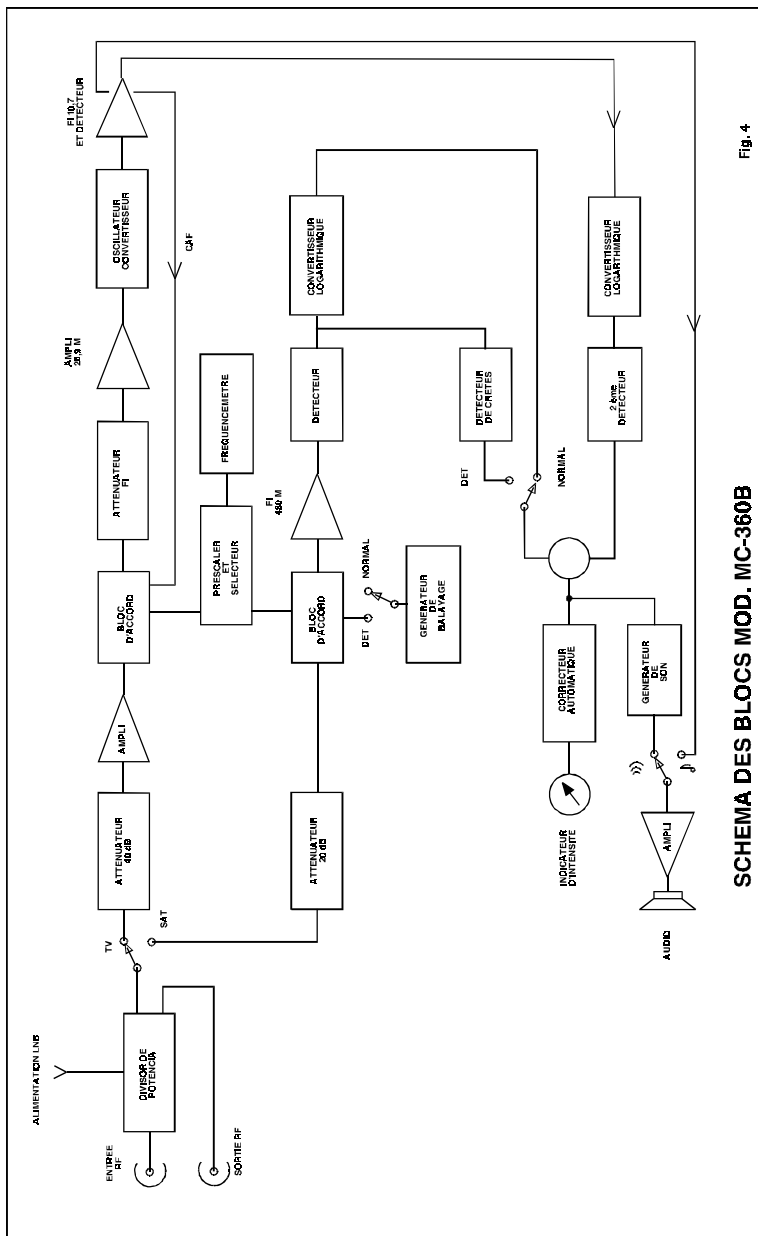 ALIMENTATION LNB
ENTREE
RF
SORTIE RF
DIVISOR DE
POTENCIA
TV
SAT
ATTENUATEUR
40 dB
AMPLI
BLOC
D'ACCORD
ATTENUATEUR
FI
AMPLI
38,9 M
OSCILLATEUR
CONVERTISSEUR
FI 10,7
ET DETECTEUR
CAF
PRESCALER
ET
SELECTEUR
FREQUENCEMETRE
ATTENUATEUR
20 dB
BLOC
D'ACCORD
FI
480 M
DETECTEUR
CONVERTISSEUR
LOGARITHMIQUE
DET
NORMAL
GENERATEUR
DE
BALAYAGE
DETECTEUR
DE CRETES
DET
NORMAL
INDICATEUR
D'INTENSITE
CORRECTEUR
AUTOMATIQUE
2 ème
DETECTEUR
CONVERTISSEUR
LOGARITHMIQUE
AUDIO
AMPLI
GENERATEUR
DE
SON
SCHEMA DES BLOCS MOD. MC-360B
Fig. 4